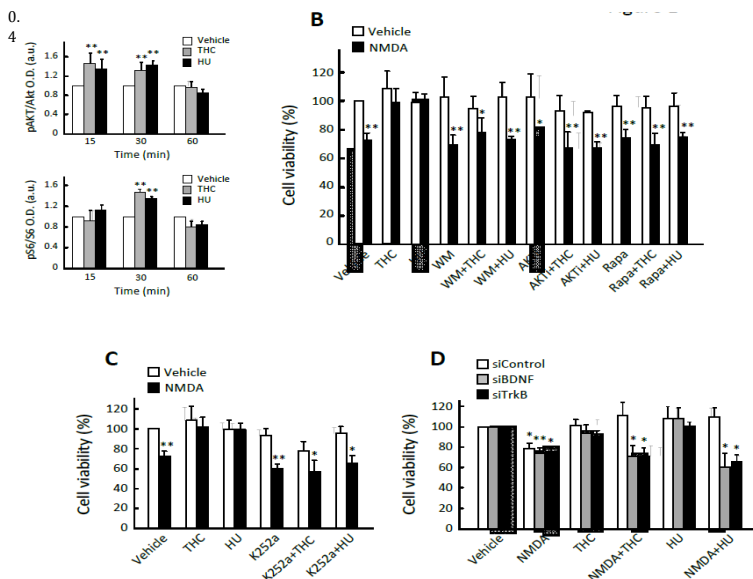 0.
4
Vehicle
THC
HU
** **
** **
1.6
1.2
0.8
0
pAKT/Akt O.D. (a.u.)
15 30 60
Time (min)
Vehicle
THC
HU
** **
1.6
1.2
0.8
0
pS6/S6 O.D. (a.u.)
15 30 60
Time (min)
B
Vehicle
NMDA
120
100
80
60
40
20
0
Cell viability (%)
** ** * ** * ** ** ** ** **
THC
WM
WM+THC
WM+HU
AKTi+THC
AKTi+HU
Rapa
Rapa+THC
Rapa+HU
C
Vehicle
NMDA
120
100
80
60
40
20
0
Cell viability (%)
** ** * *
Vehicle
THC
HU
K252a
K252a+THC
K252a+HU
D
siControl
siBDNF
siTrkB
120
100
80
60
40
20
0
Cell viability (%)
* ** * * * * *
Vehicle
NMDA
THC
NMDA+THC
HU
NMDA+HU